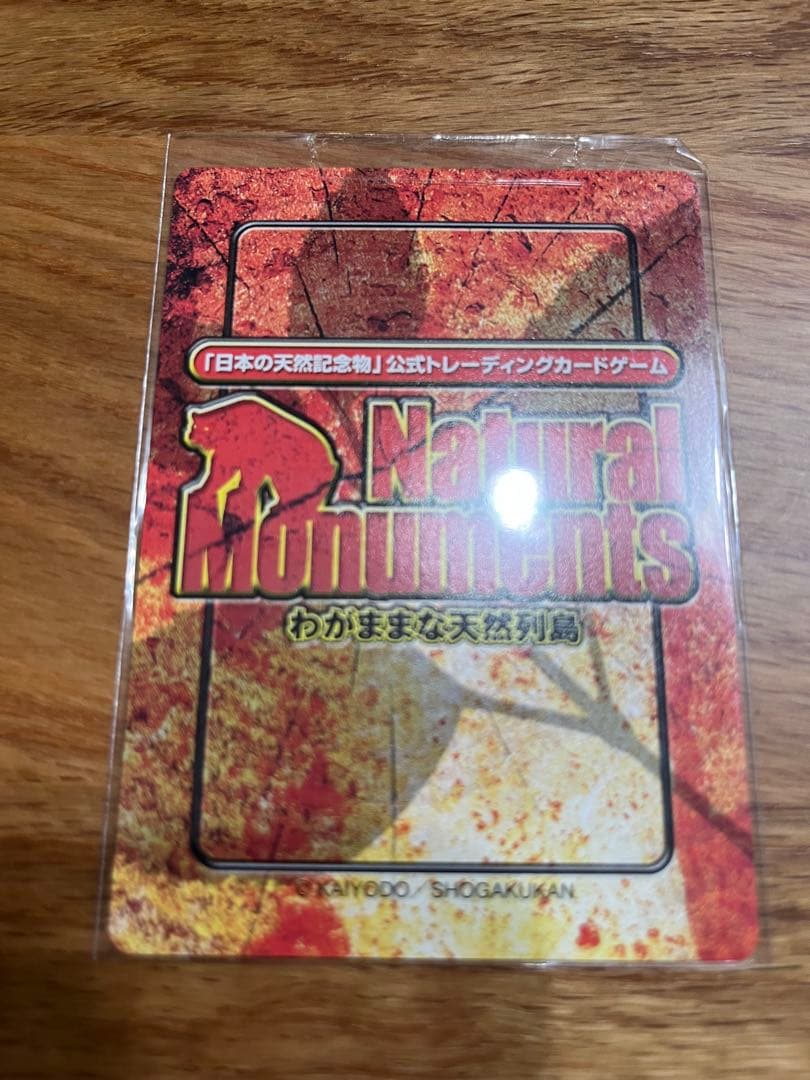 「日本の天然記念物」公式トレーディングカードゲーム
Natural
Monuments
わがままな天然列島
© KAIYODO／SHOGAKUKAN